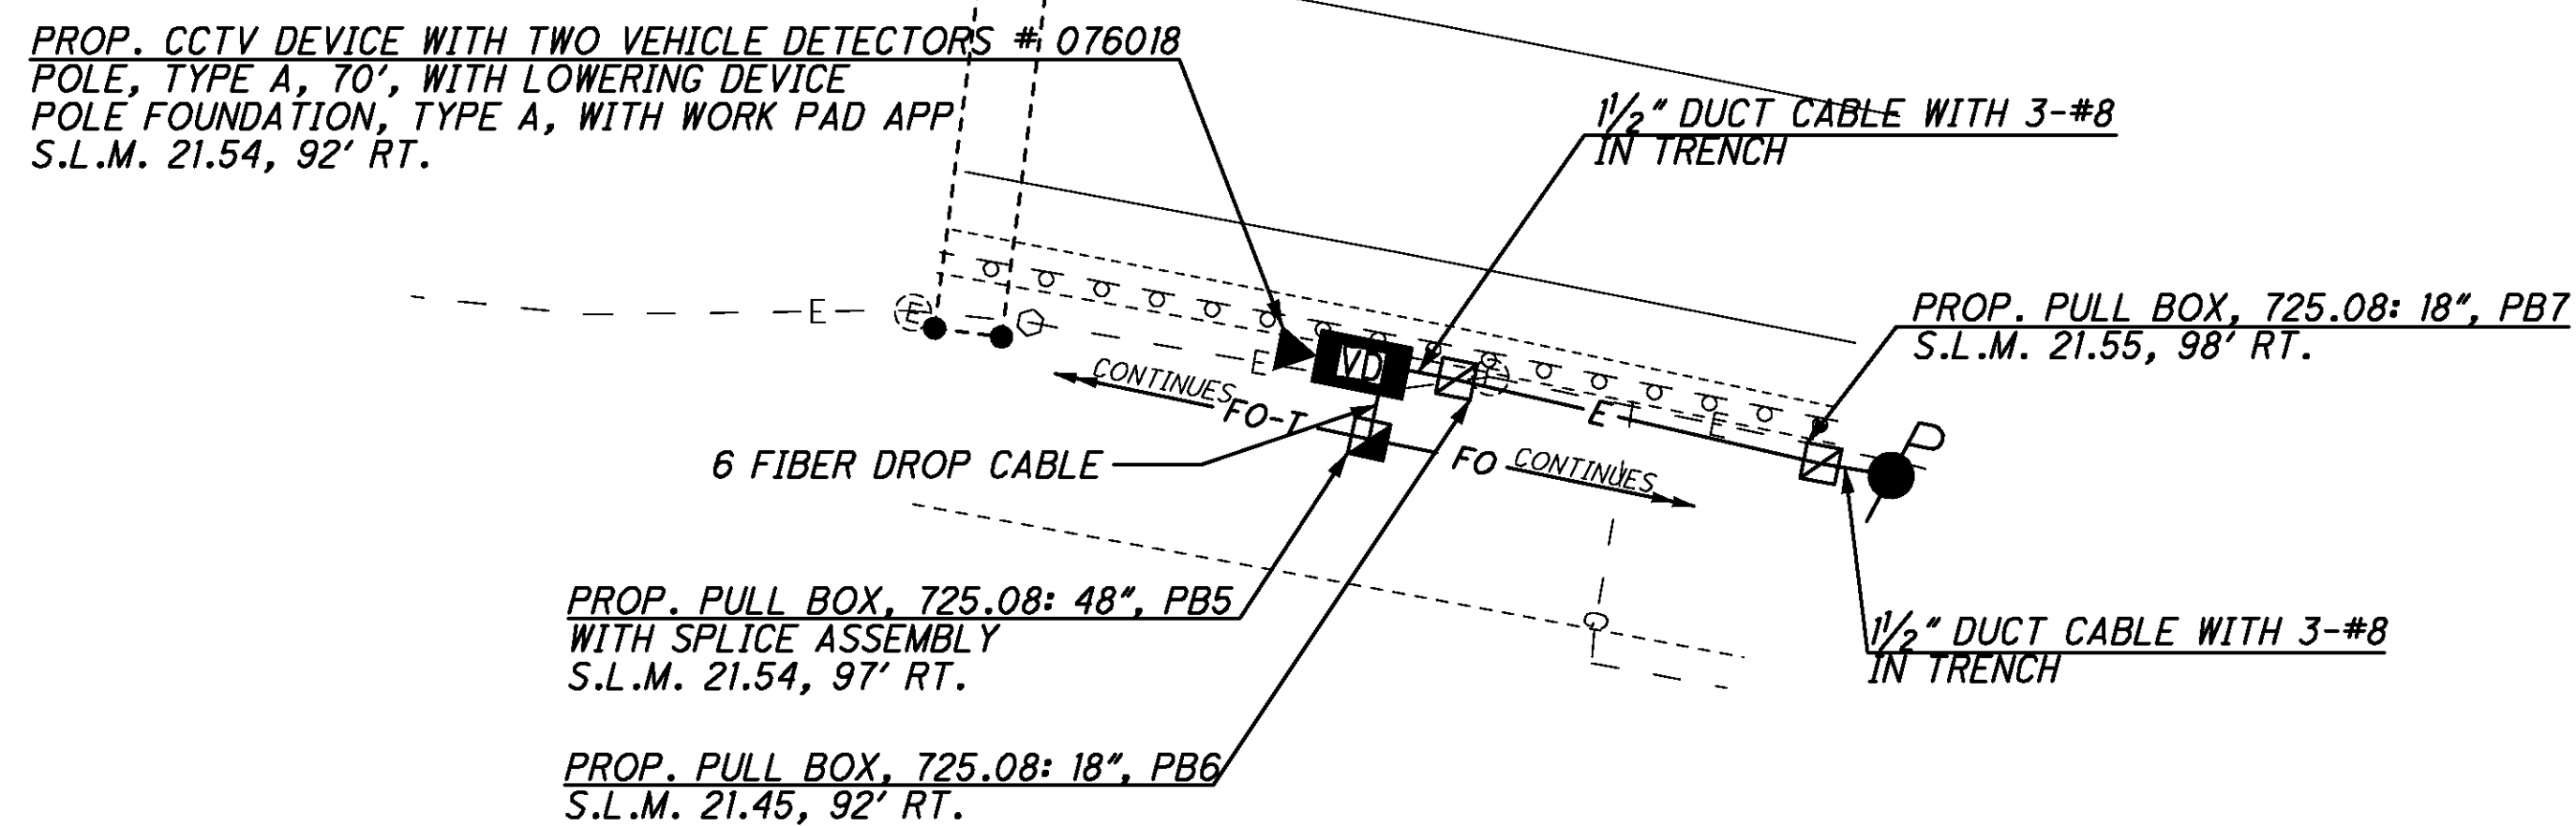 PROP. CCTV DEVICE WITH TWO VEHICLE DETECTORS # 076018
POLE, TYPE A, 70', WITH LOWERING DEVICE
POLE FOUNDATION, TYPE A, WITH WORK PAD APP
S.L.M. 21.54, 92' RT.
1½" DUCT CABLE WITH 3-#8
IN TRENCH
PROP. PULL BOX, 725.08: 18", PB7
S.L.M. 21.55, 98' RT.
E
E
E
VD
E
CONTINUES
FO-T
E
E
P
6 FIBER DROP CABLE
FO
CONTINUES
PROP. PULL BOX, 725.08: 48", PB5
WITH SPLICE ASSEMBLY
S.L.M. 21.54, 97' RT.
1½" DUCT CABLE WITH 3-#8
IN TRENCH
PROP. PULL BOX, 725.08: 18", PB6
S.L.M. 21.45, 92' RT.